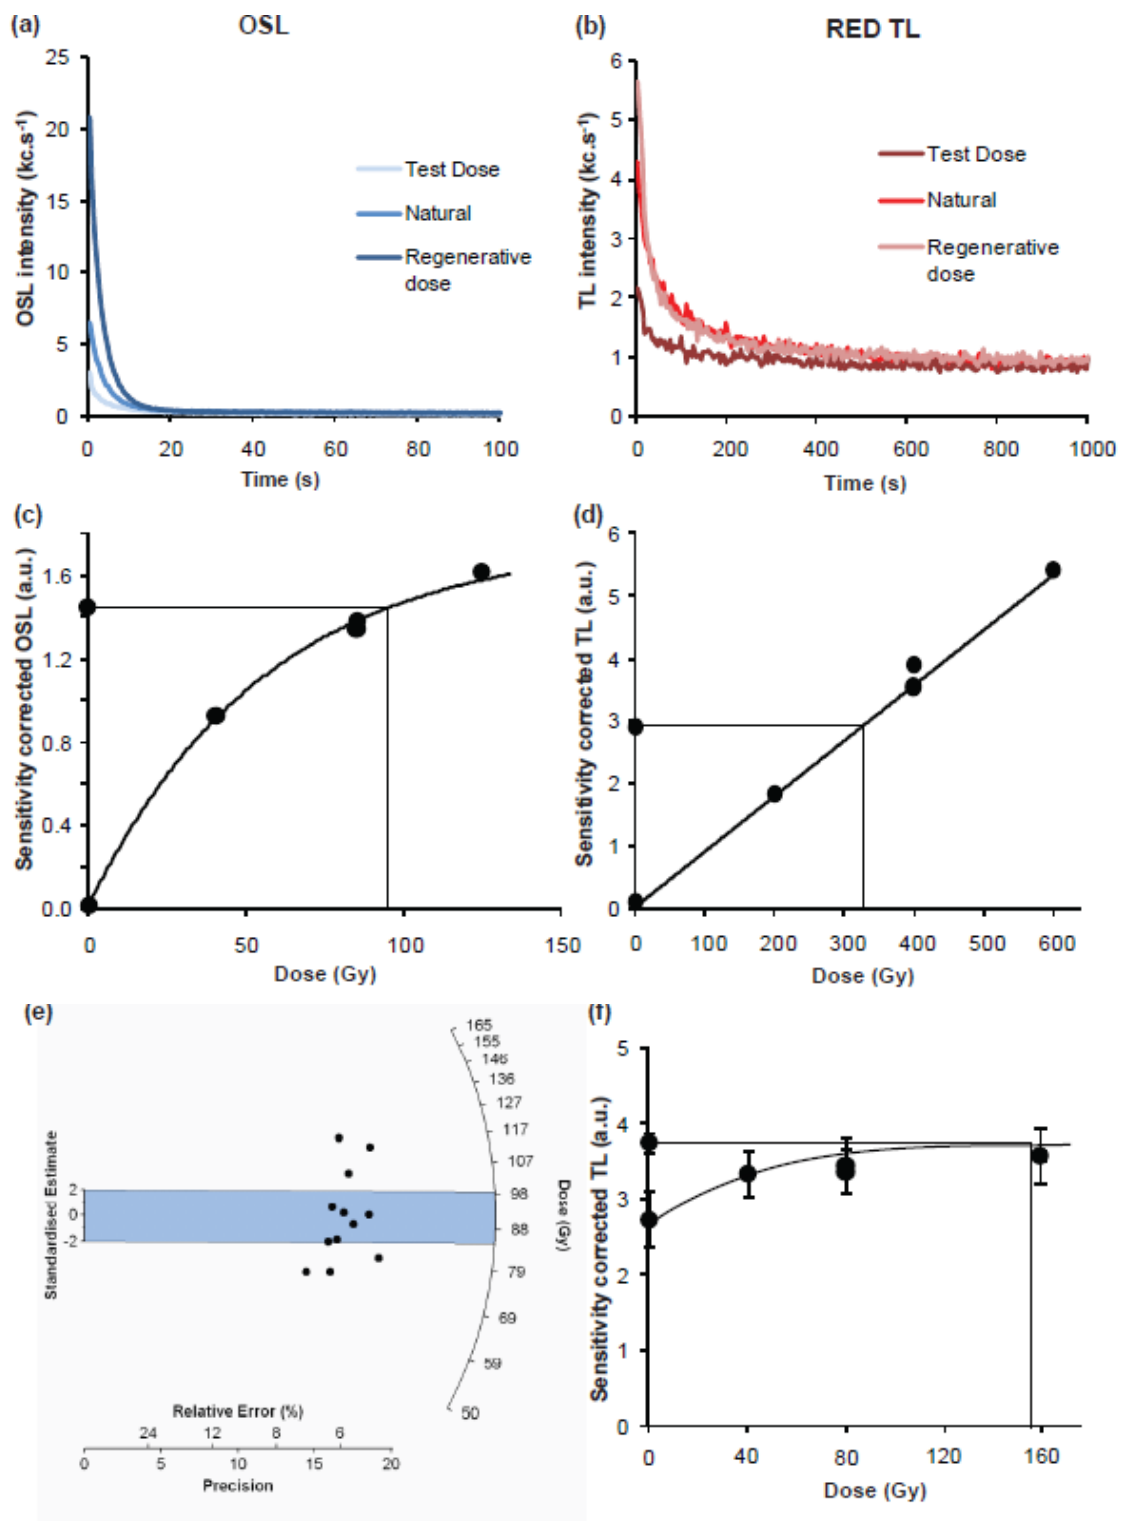 (a)
OSL
25
20
15
10
5
0
OSL intensity (kc.s⁻¹)
Test Dose
Natural
Regenerative
dose
0 20 40 60 80 100
Time (s)
(b)
RED TL
6
5
4
3
2
1
0
TL intensity (kc.s⁻¹)
Test Dose
Natural
Regenerative
dose
0 200 400 600 800 1000
Time (s)
(c)
1.6
1.2
0.8
0.4
0.0
Sensitivity corrected OSL (a.u.)
0 50 100 150
Dose (Gy)
(d)
6
5
4
3
2
1
0
Sensitivity corrected TL (a.u.)
0 100 200 300 400 500 600
Dose (Gy)
(e)
165
155
146
136
127
117
107
98
88
79
69
59
50
Dose (Gy)
Standardised Estimate
2
0
-2
Relative Error (%)
24 12 8 6
0 5 10 15 20
Precision
(f)
5
4
3
2
1
0
Sensitivity corrected TL (a.u.)
0 40 80 120 160
Dose (Gy)